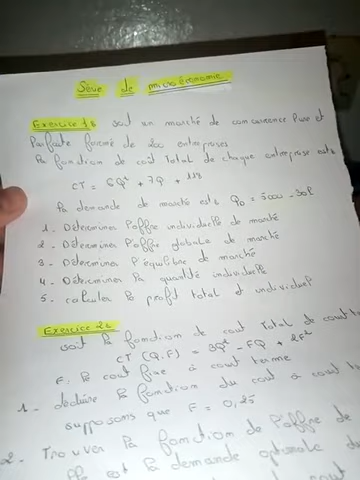 Série de microéconomie
Exercice 1: soit un marché de concurrence pure et
parfaite formé de 200 entreprises
la fonction de coût total de chaque entreprise est:
CT = 6Q² + 7Q +
la demande de marché est: QD = 5000 - 30P
1 - Déterminer l'offre individuelle de marché
2 - Déterminer l'offre globale de marché
3 - Déterminer l'équilibre de marché
4 - Déterminer la quantité individuelle
5. calculer le profit total et individuel
Exercice 2:
soit la fonction de cout total de court
CT (Q, F) = 3Q² - FQ + 2F²
F: le cout fixe à court terme
1 - déduire la fonction du cout à court
supposons que F = 0,25
2 - Trouver la fonction de l'offre de
est la demande optimale